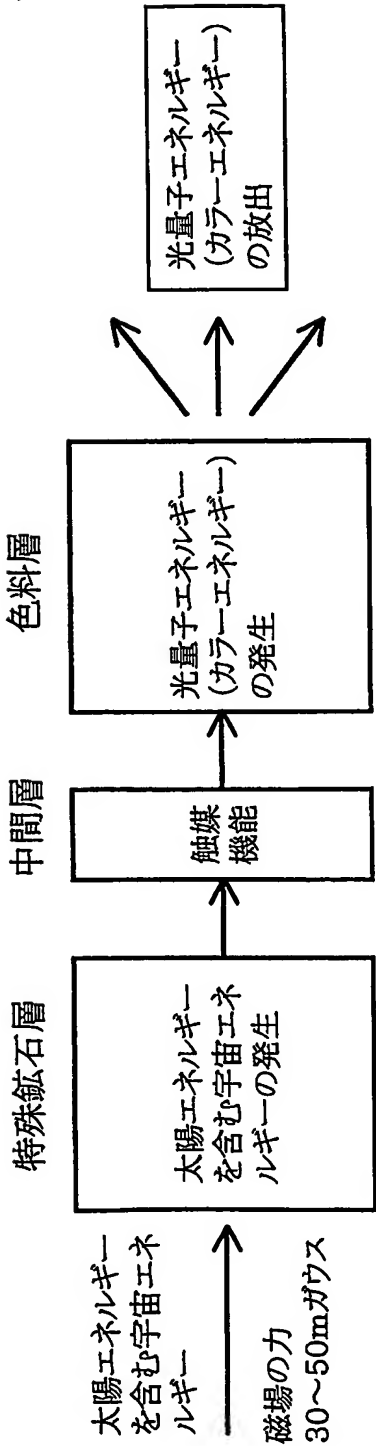 太陽エネルギー
を含む宇宙エネ
ルギー
磁場の力
30〜50mガウス
特殊鉱石層
太陽エネルギー
を含む宇宙エネ
ルギーの発生
中間層
触媒
機能
色料層
光量子エネルギー
(カラーエネルギー)
の発生
光量子エネルギー
(カラーエネルギー)
の放出